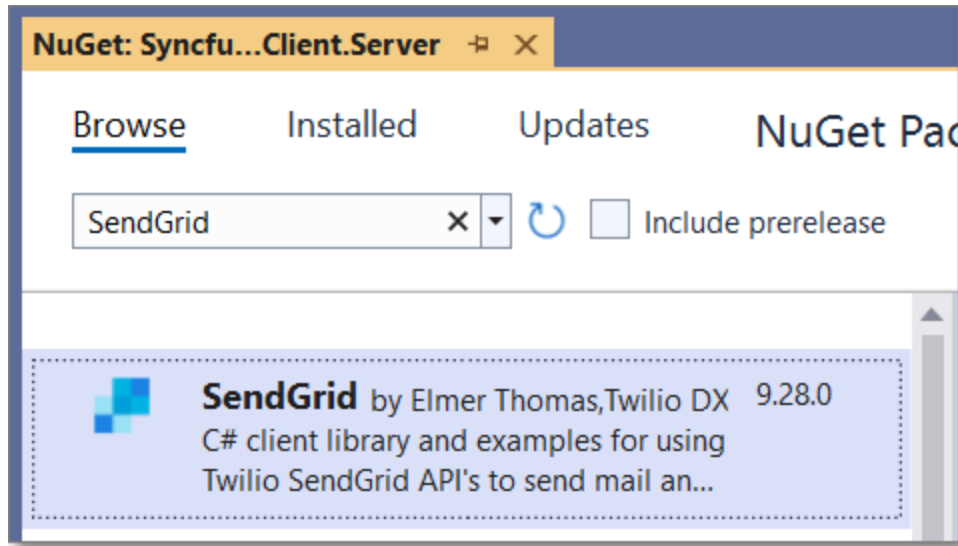 NuGet: Syncfu...Client.Server
Browse Installed Updates NuGet Pac
SendGrid Include prerelease
SendGrid by Elmer Thomas,Twilio DX 9.28.0
C# client library and examples for using
Twilio SendGrid API's to send mail an...